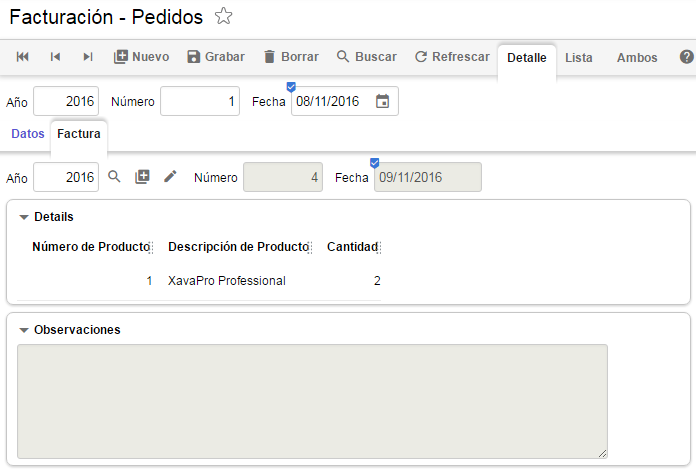 Facturación - Pedidos
Nuevo Grabar Borrar Buscar Refrescar Detalle Lista Ambos ?
Año 2016 Número 1 Fecha 08/11/2016
Datos Factura
Año 2016 Número 4 Fecha 09/11/2016
Details
Número de Producto Descripción de Producto Cantidad
1 XavaPro Professional 2
Observaciones